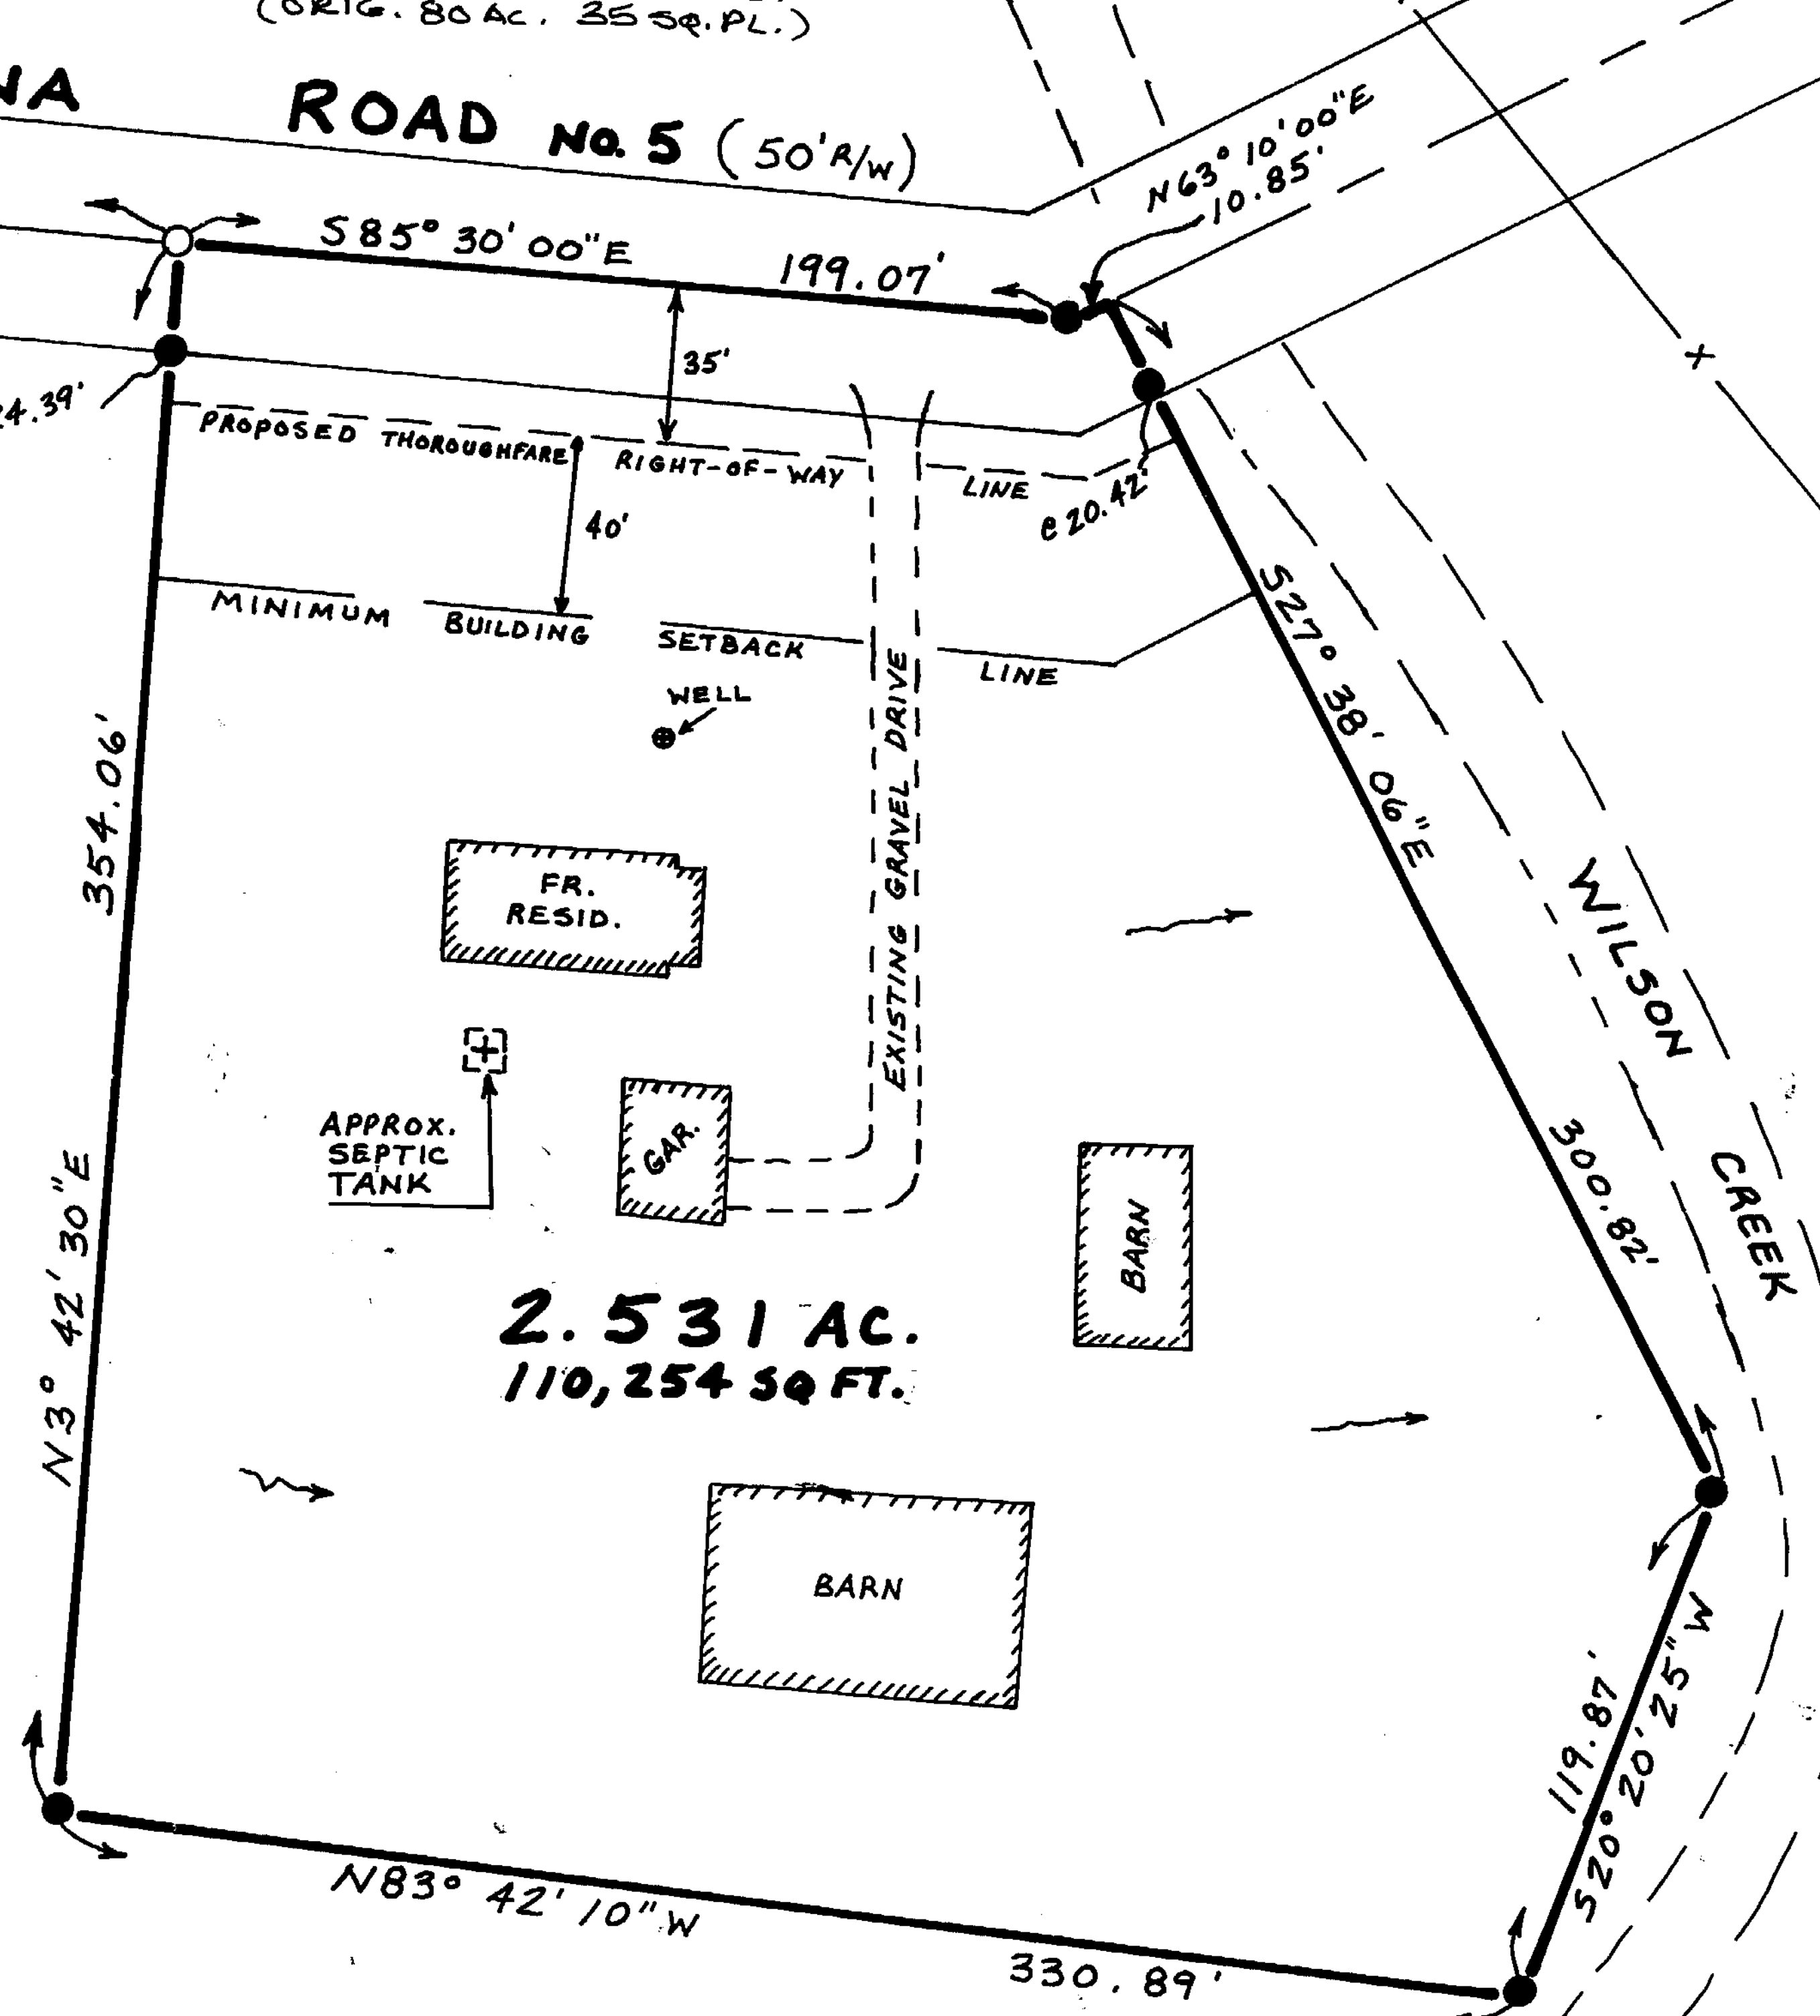 (ORIG. 80 AC. 35 SQ. PL.)
ROAD No. 5 (50' R/W)
N63° 10' 00" E
10.85'
S85° 30' 00" E
199.07'
35'
PROPOSED THOROUGHFARE RIGHT-OF-WAY LINE
@ 20.42'
40'
MINIMUM BUILDING SETBACK LINE
S27° 38' 06" E
300.82'
WELL
354.06'
N3° 42' 30" E
EXISTING GRAVEL DRIVE
FR.
RESID.
WILSON CREEK
APPROX.
SEPTIC
TANK
GAR.
BARN
2.531 AC.
110,254 SQ FT.
BARN
119.87'
S20° 20' 25" W
N83° 42' 10" W
330.89'